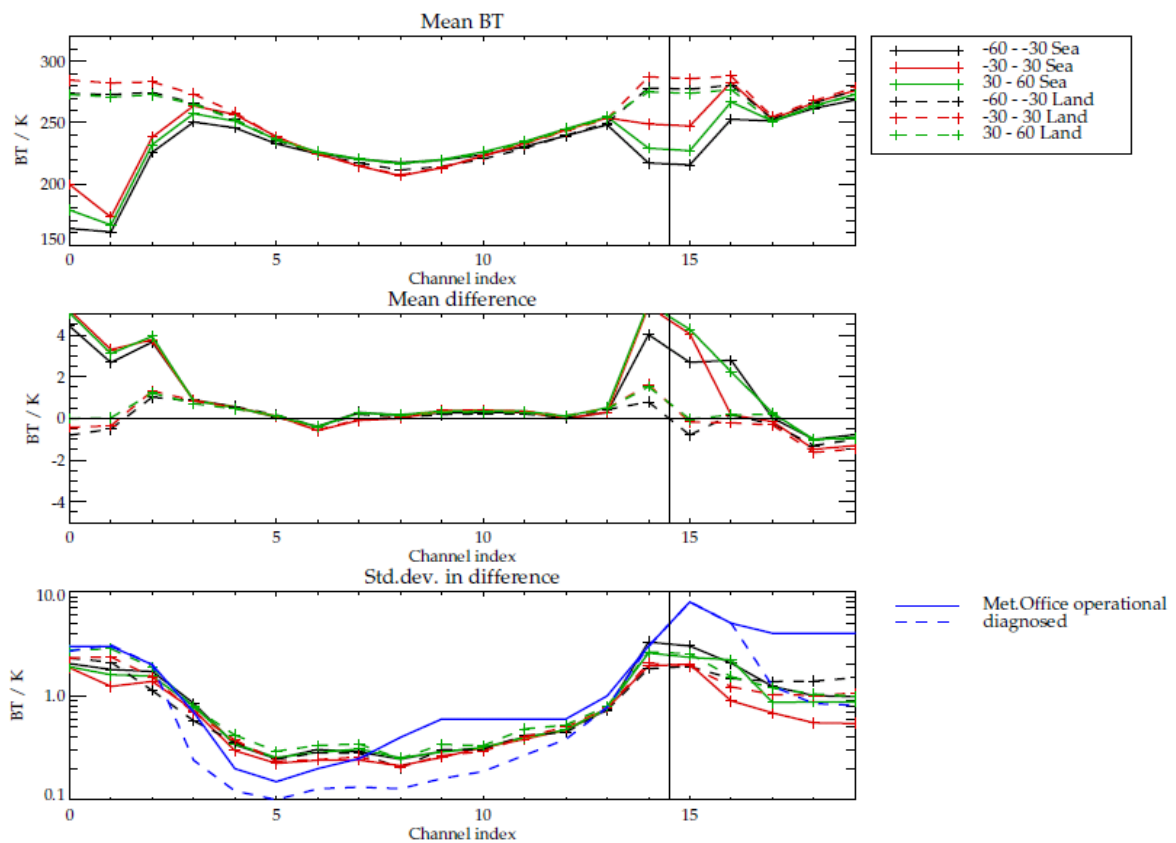 Mean BT
BT / K
300
250
200
150
0
5
10
15
Channel index
-60 - -30 Sea
-30 - 30 Sea
30 - 60 Sea
-60 - -30 Land
-30 - 30 Land
30 - 60 Land
Mean difference
BT / K
4
2
0
-2
-4
0
5
10
15
Channel index
Std.dev. in difference
BT / K
10.0
1.0
0.1
0
5
10
15
Channel index
Met.Office operational
diagnosed